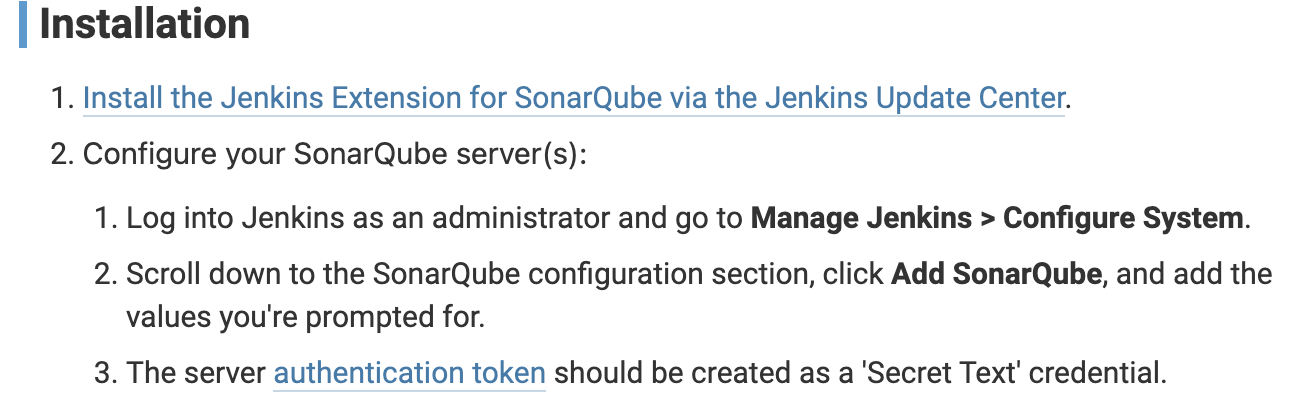 Installation
1. Install the Jenkins Extension for SonarQube via the Jenkins Update Center.
2. Configure your SonarQube server(s):
1. Log into Jenkins as an administrator and go to Manage Jenkins > Configure System.
2. Scroll down to the SonarQube configuration section, click Add SonarQube, and add the
values you're prompted for.
3. The server authentication token should be created as a 'Secret Text' credential.